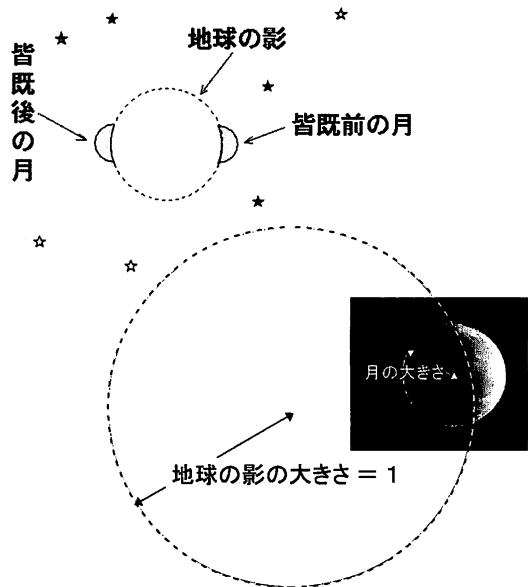 地球の影
皆既後の月
皆既前の月
月の大きさ
地球の影の大きさ = 1